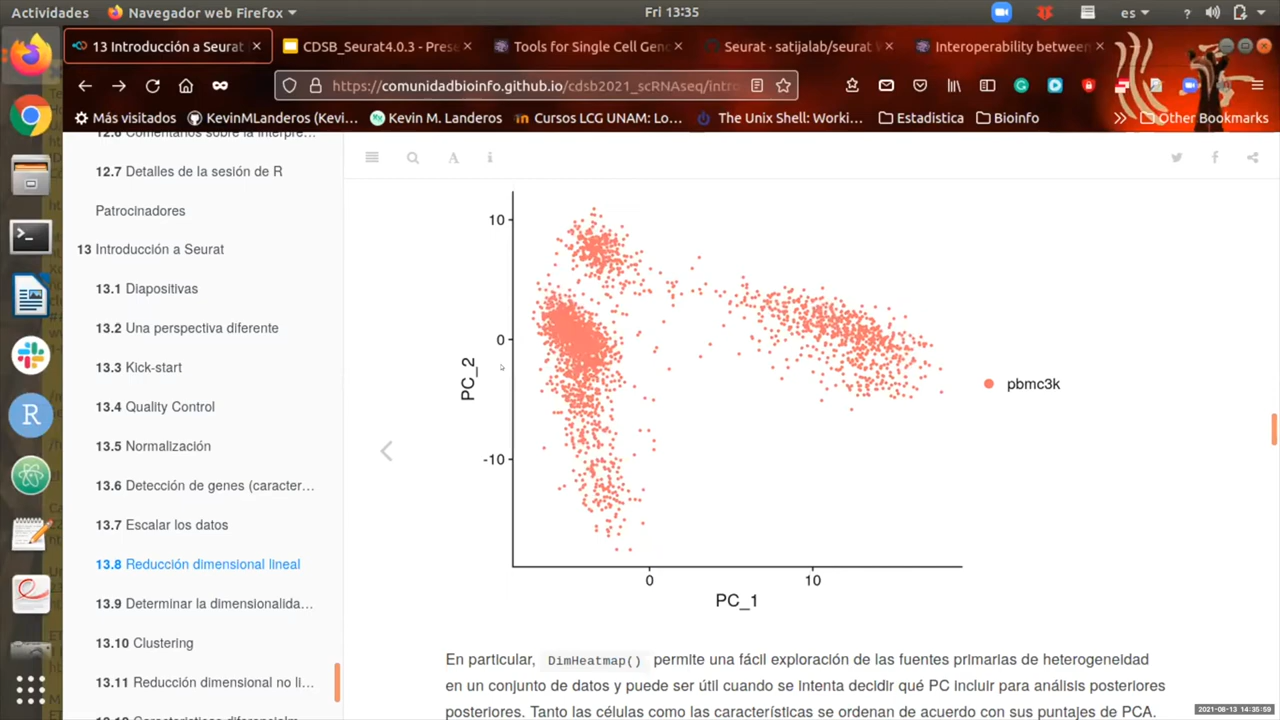 Actividades
Navegador web Firefox
Fri 13:35
es
?
13 Introducción a Seurat
CDSB_Seurat4.0.3 - Prese
Tools for Single Cell Geno
Seurat · satijalab/seurat W
Interoperability between
https://comunidadbioinfo.github.io/cdsb2021_scRNAseq/intro
Más visitados
KevinMLanderos (Kevi…
Kevin M. Landeros
Cursos LCG UNAM: Lo…
The Unix Shell: Worki…
Estadistica
Bioinfo
Other Bookmarks
12.7 Detalles de la sesión de R
Patrocinadores
13 Introducción a Seurat
13.1 Diapositivas
13.2 Una perspectiva diferente
13.3 Kick-start
13.4 Quality Control
13.5 Normalización
13.6 Detección de genes (caracter…
13.7 Escalar los datos
13.8 Reducción dimensional lineal
13.9 Determinar la dimensionalida…
13.10 Clustering
13.11 Reducción dimensional no li…
10
0
-10
PC_2
0
10
PC_1
pbmc3k
En particular, DimHeatmap() permite una fácil exploración de las fuentes primarias de heterogeneidad
en un conjunto de datos y puede ser útil cuando se intenta decidir qué PC incluir para análisis posteriores
posteriores. Tanto las células como las características se ordenan de acuerdo con sus puntajes de PCA.
2021-08-13 14:35:59